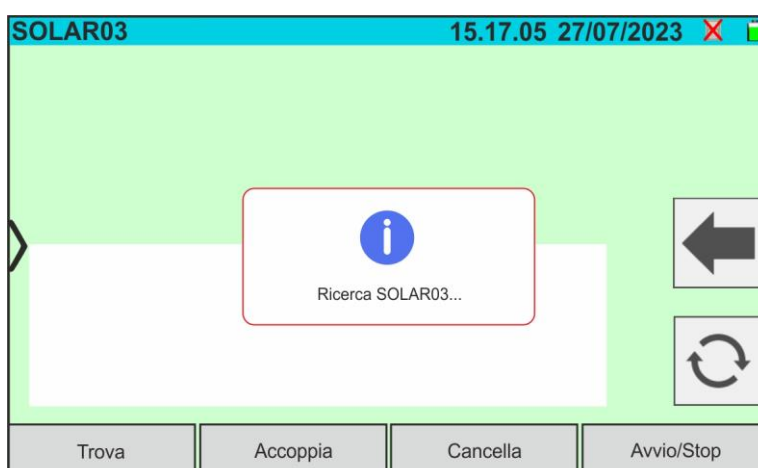 SOLAR03 15.17.05 27/07/2023
i
Ricerca SOLAR03...
Trova Accoppia Cancella Avvio/Stop